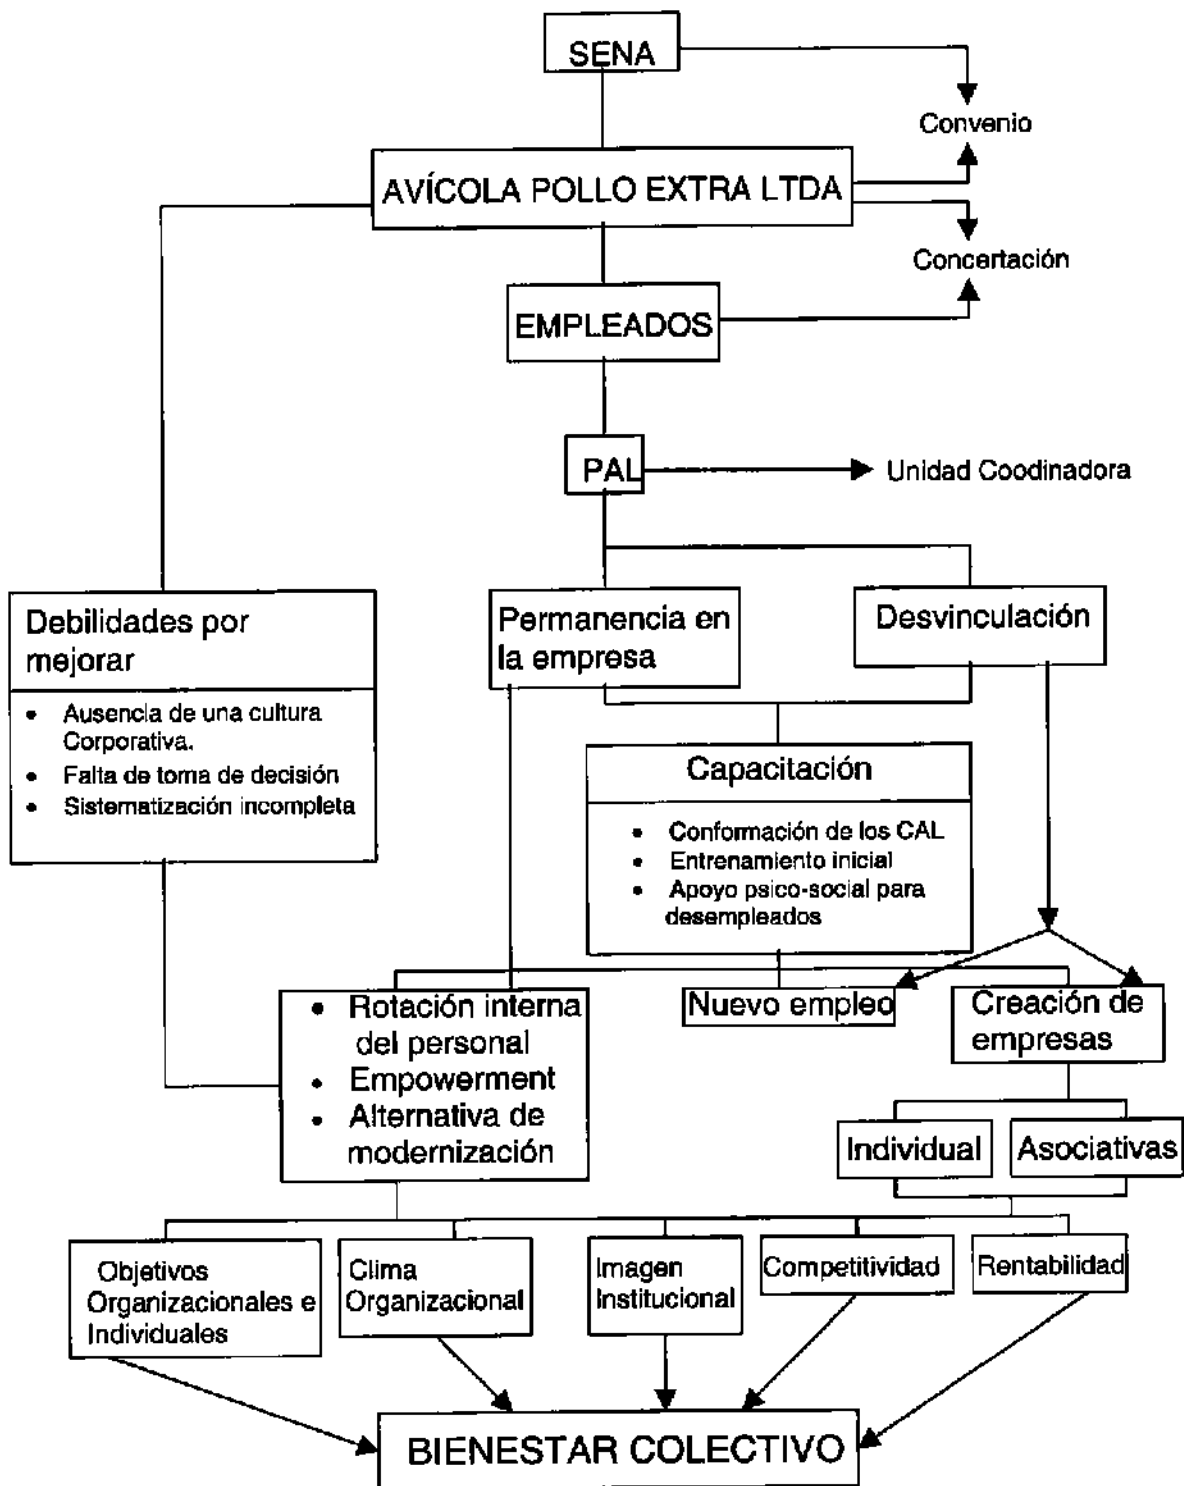 SENA
Convenio
AVÍCOLA POLLO EXTRA LTDA
Concertación
EMPLEADOS
PAL
Unidad Coodinadora
Debilidades por
mejorar
• Ausencia de una cultura
Corporativa.
• Falta de toma de decisión
• Sistematización incompleta
Permanencia en
la empresa
Desvinculación
Capacitación
• Conformación de los CAL
• Entrenamiento inicial
• Apoyo psico-social para
desempleados
• Rotación interna
del personal
• Empowerment
• Alternativa de
modernización
Nuevo empleo
Creación de
empresas
Individual
Asociativas
Objetivos
Organizacionales e
Individuales
Clima
Organizacional
Imagen
Institucional
Competitividad
Rentabilidad
BIENESTAR COLECTIVO